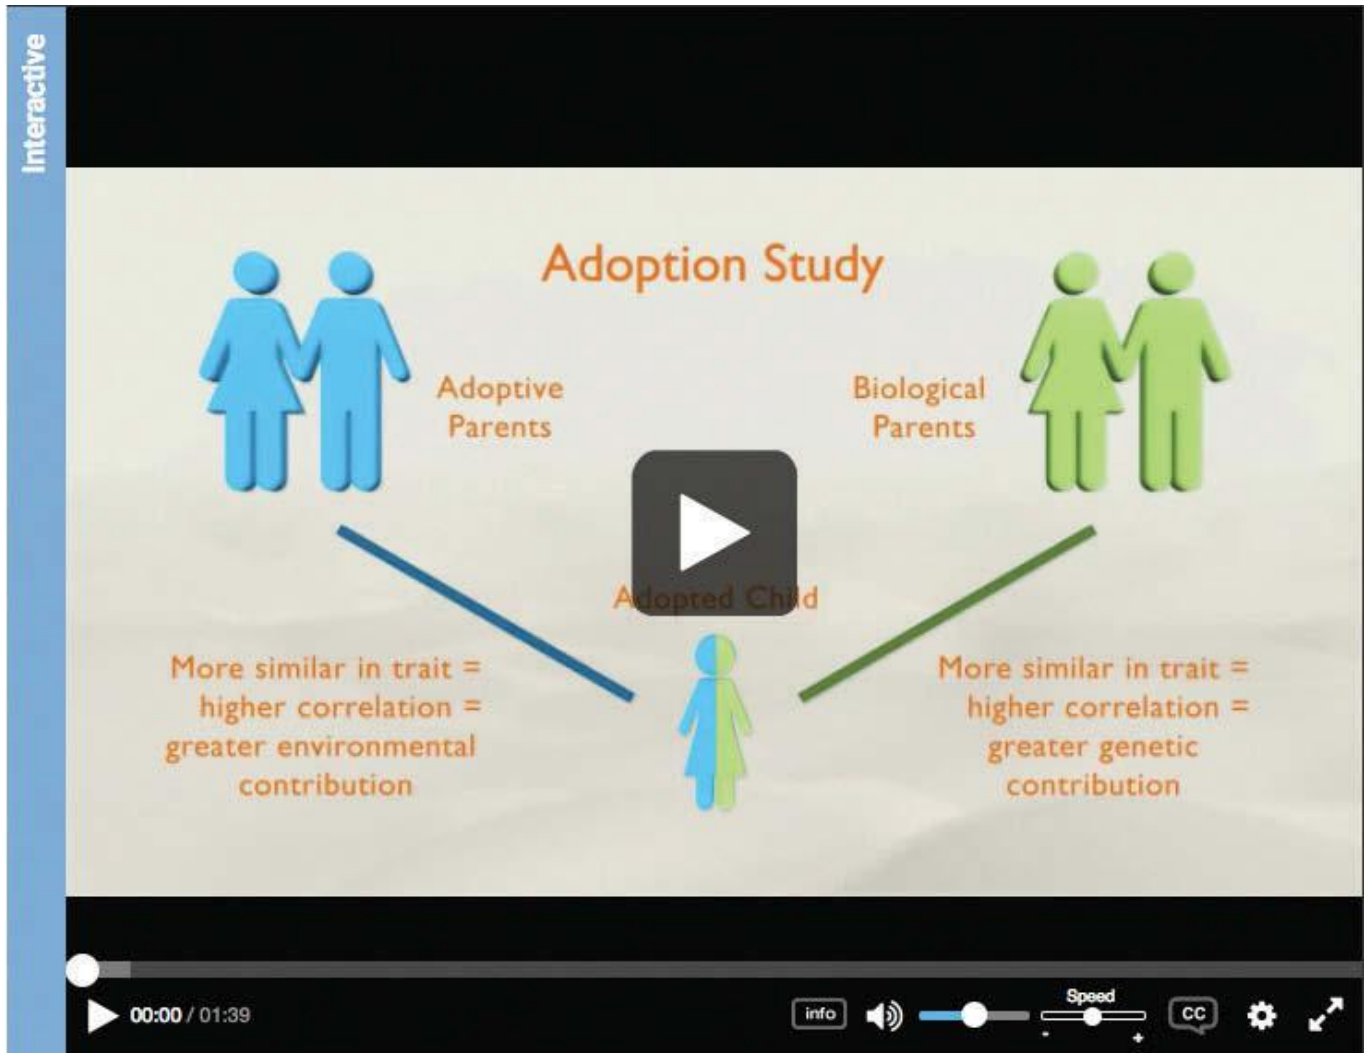 Interactive
Adoption Study
Adoptive
Parents
Biological
Parents
Adopted Child
More similar in trait =
higher correlation =
greater environmental
contribution
More similar in trait =
higher correlation =
greater genetic
contribution
00:00 / 01:39
info
Speed
- +
CC